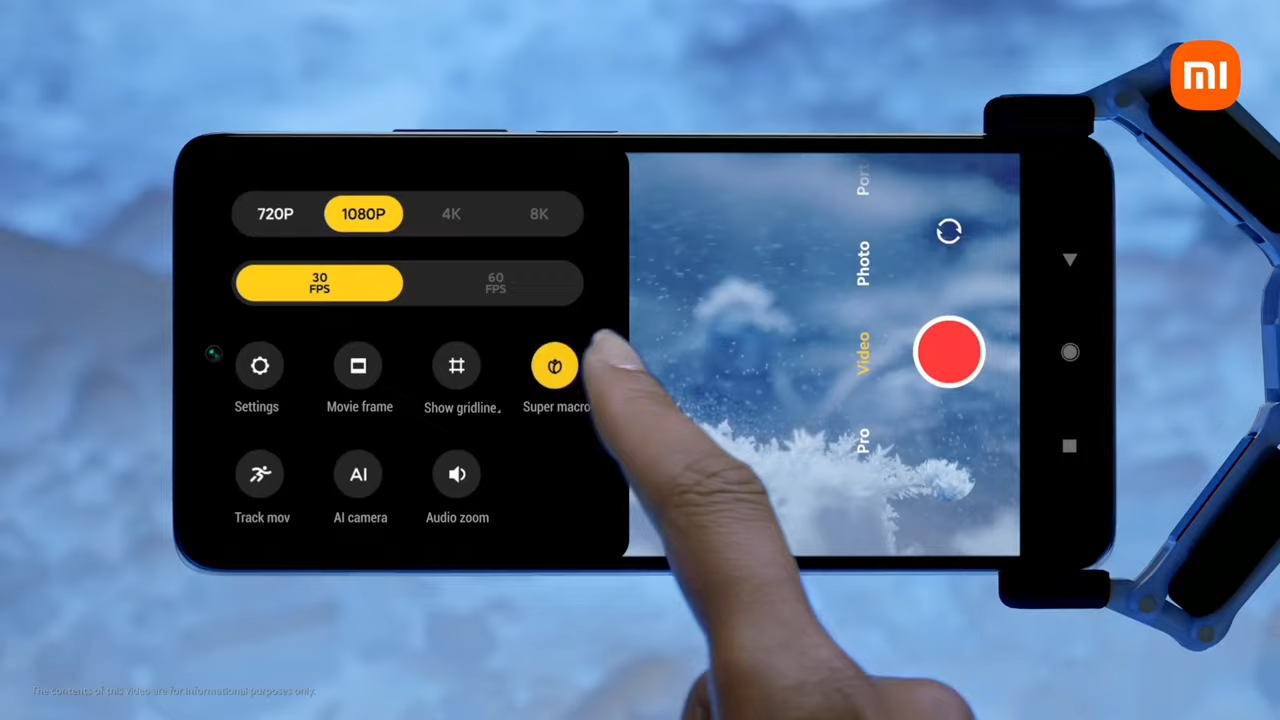 mi
720P
1080P
4K
8K
30
FPS
60
FPS
Settings
Movie frame
Show gridline
Super macro
Track mov
AI
AI camera
Audio zoom
Port
Photo
Video
Pro
The contents of this video are for informational purposes only.